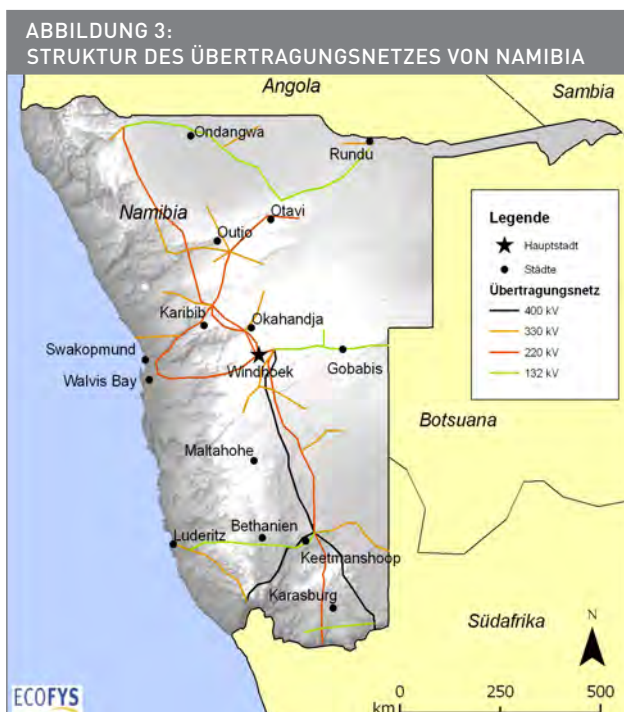 ABBILDUNG 3:
STRUKTUR DES ÜBERTRAGUNGSNETZES VON NAMIBIA
Angola
Sambia
Ondangwa
Rundu
Namibia
Otavi
Outjo
Legende
Hauptstadt
Städte
Übertragungsnetz
400 kV
330 kV
220 kV
132 kV
Karibib
Okahandja
Swakopmund
Windhoek
Gobabis
Walvis Bay
Botsuana
Maltahohe
Luderitz
Bethanien
Keetmanshoop
Karasburg
Südafrika
N
ECOFYS
0 250 500
km